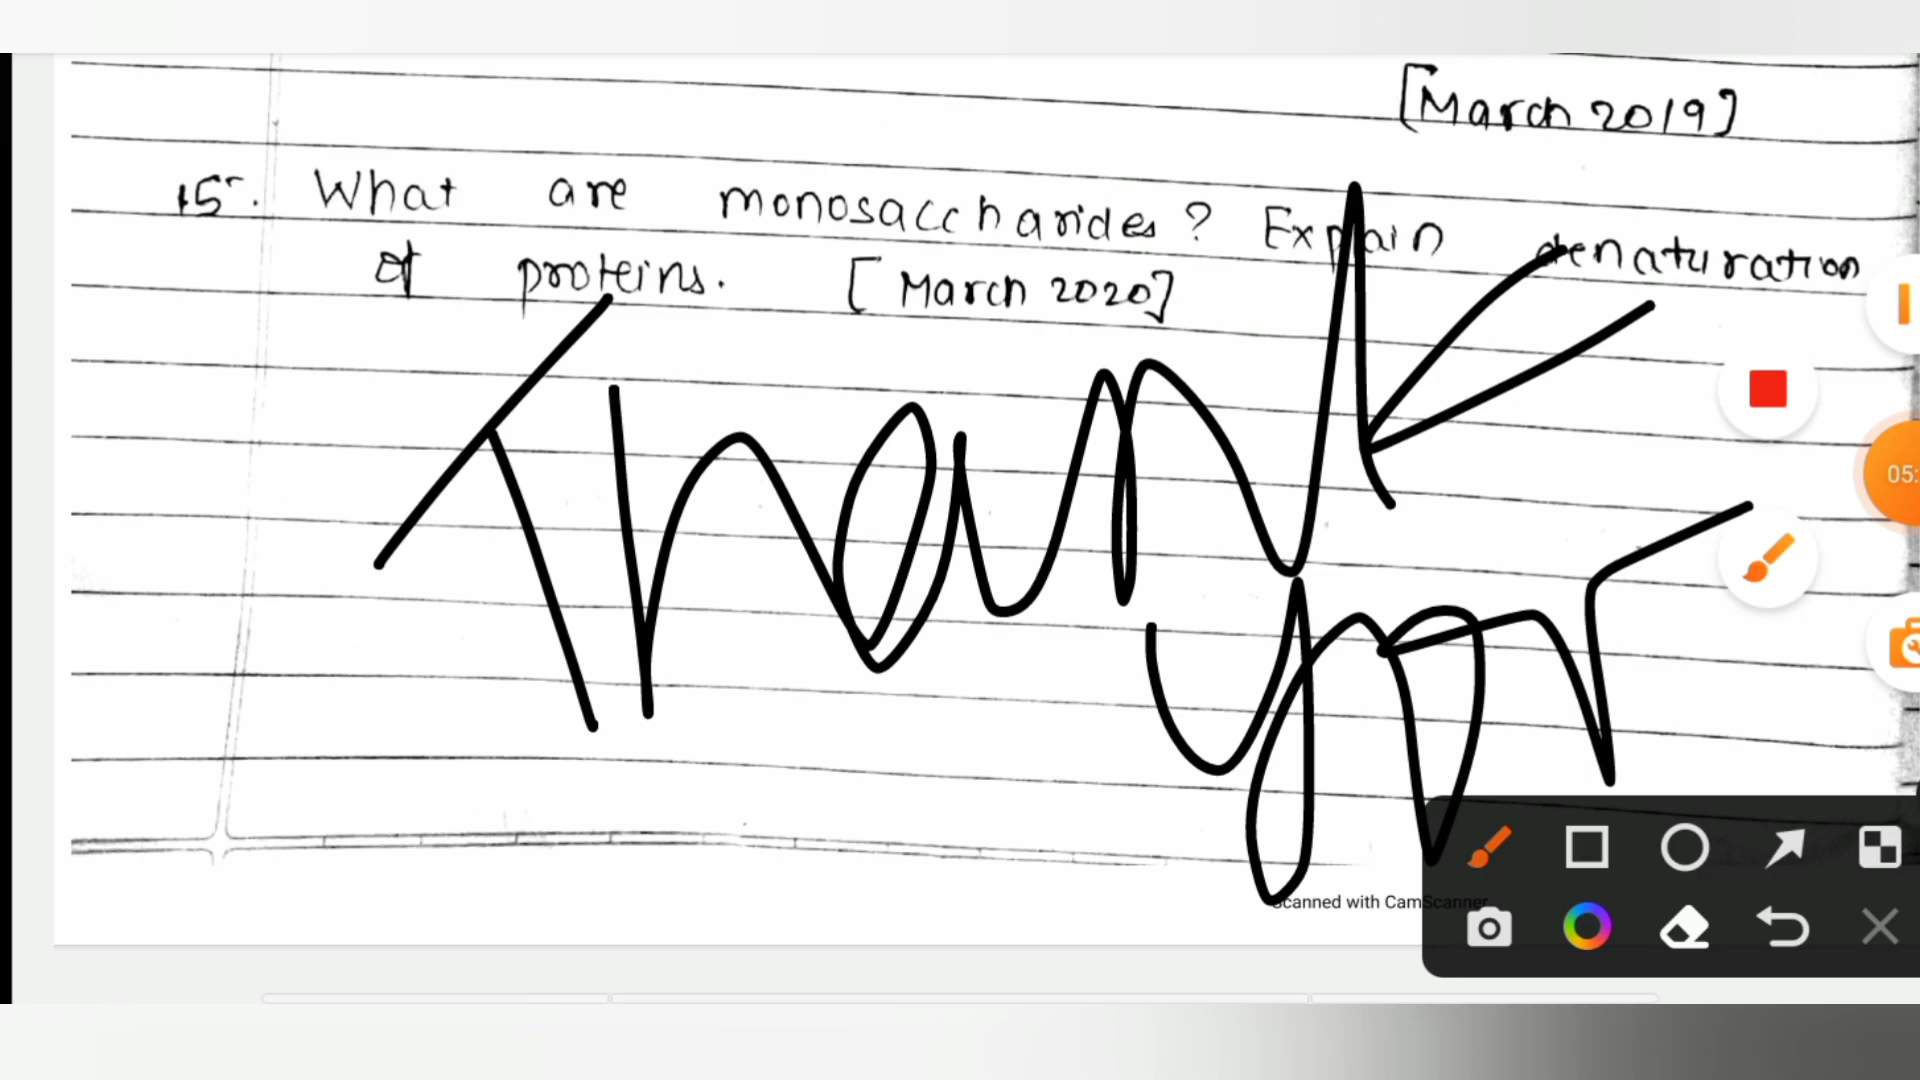 [March 2019]
15. What are monosaccharides? Explain denaturation
of proteins. [March 2020]
Thank
you
05:
Scanned with CamScanner